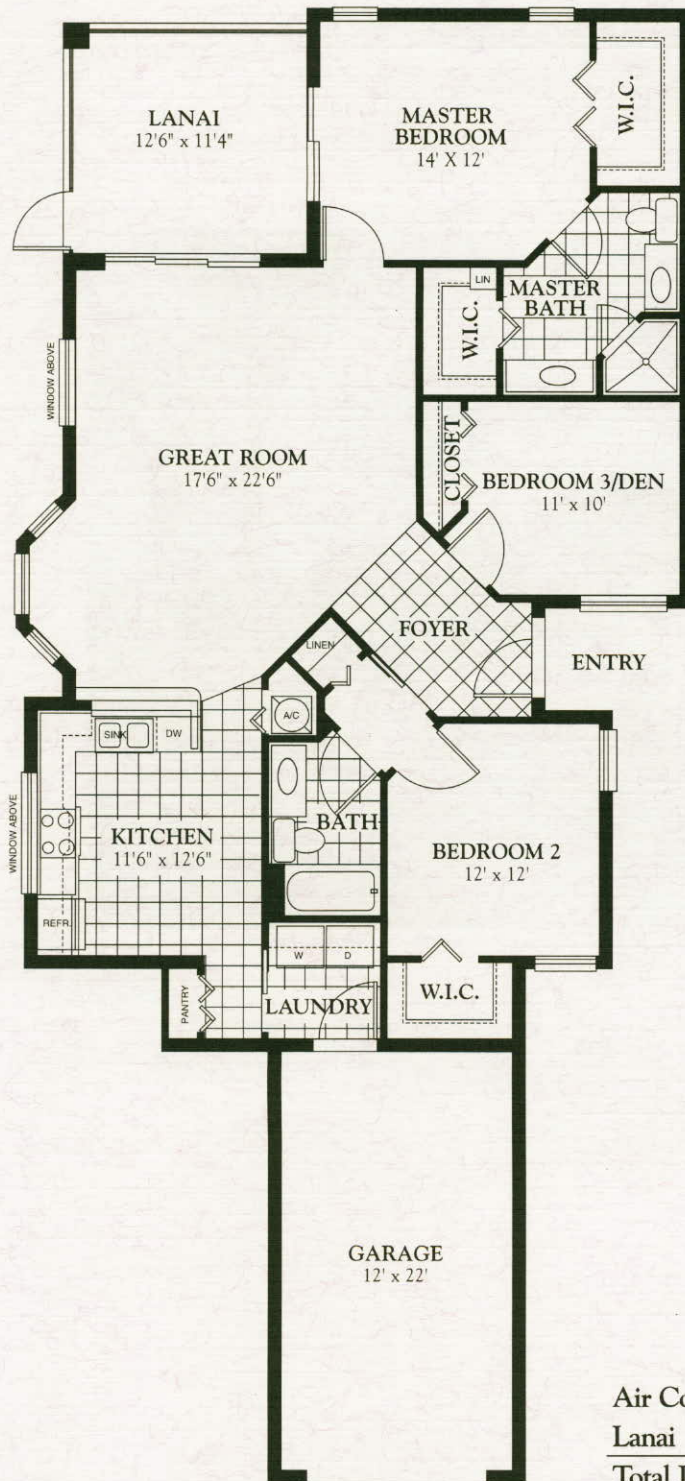 LANAI
12'6" x 11'4"
MASTER
BEDROOM
14' X 12'
W.I.C.
LIN
MASTER
BATH
W.I.C.
WINDOW ABOVE
GREAT ROOM
17'6" x 22'6"
CLOSET
BEDROOM 3/DEN
11' x 10'
FOYER
ENTRY
LINEN
A/C
SINK
DW
WINDOW ABOVE
KITCHEN
11'6" x 12'6"
BATH
BEDROOM 2
12' x 12'
REFR.
W
D
PANTRY
LAUNDRY
W.I.C.
GARAGE
12' x 22'
Air Co
Lanai
Total